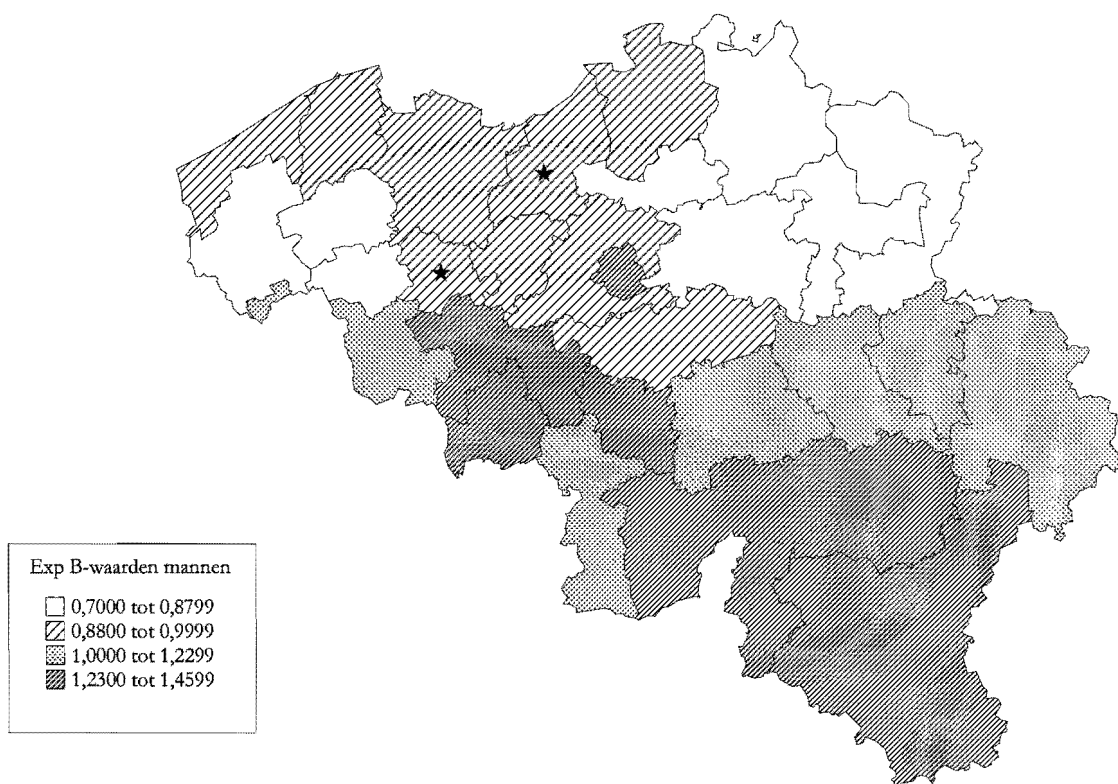 Exp B-waarden mannen
0,7000 tot 0,8799
0,8800 tot 0,9999
1,0000 tot 1,2299
1,2300 tot 1,4599